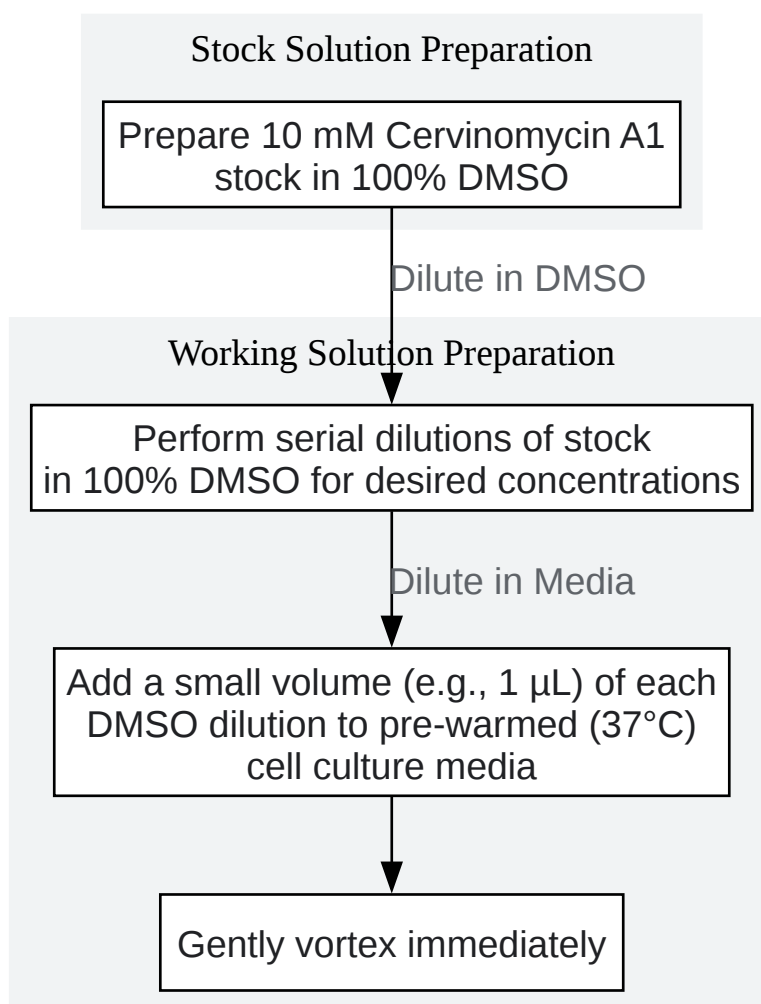 Stock Solution Preparation
Prepare 10 mM Cervinomycin A1
stock in 100% DMSO
Dilute in DMSO
Working Solution Preparation
Perform serial dilutions of stock
in 100% DMSO for desired concentrations
Dilute in Media
Add a small volume (e.g., 1 µL) of each
DMSO dilution to pre-warmed (37°C)
cell culture media
Gently vortex immediately